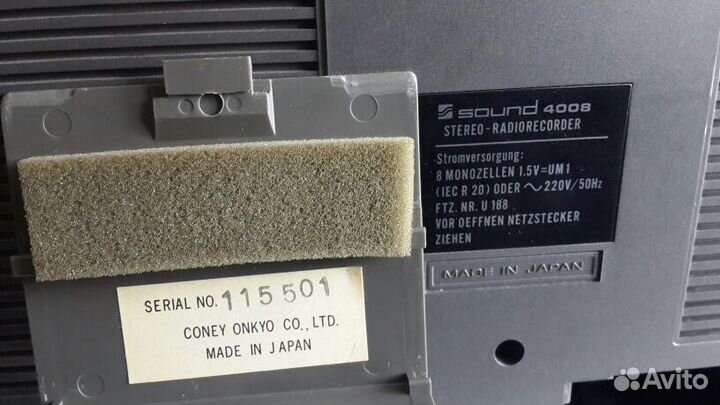 sound 4008
STEREO-RADIORECORDER
Stromversorgung:
8 MONOZELLEN 1.5V=UM1
(IEC R 20) ODER ~220V/50Hz
FTZ. NR. U 188
VOR OEFFNEN NETZSTECKER
ZIEHEN
MADE IN JAPAN
SERIAL NO. 115501
CONEY ONKYO CO., LTD.
MADE IN JAPAN
Avito